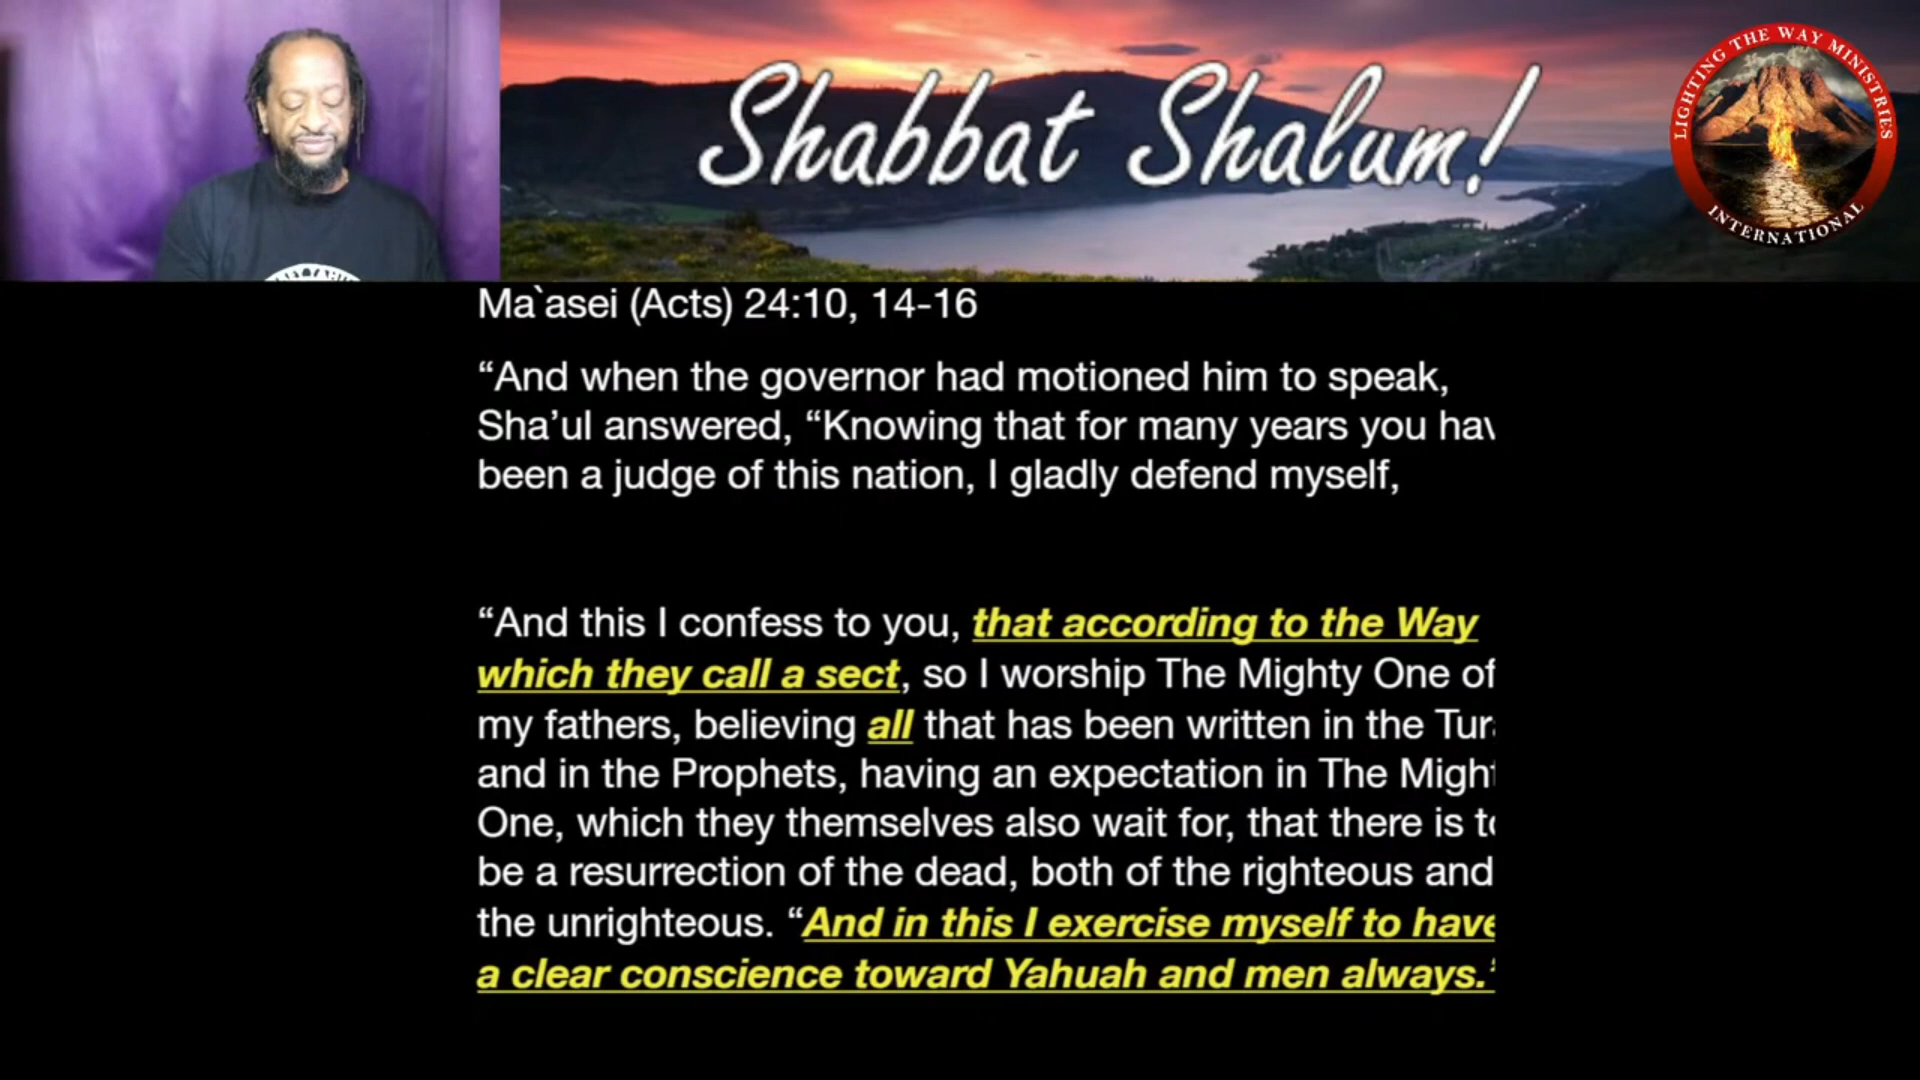 Shabbat Shalum!
LIGHTING THE WAY MINISTRIES
INTERNATIONAL
Ma`asei (Acts) 24:10, 14-16
“And when the governor had motioned him to speak,
Sha’ul answered, “Knowing that for many years you hav
been a judge of this nation, I gladly defend myself,
“And this I confess to you, that according to the Way
which they call a sect, so I worship The Mighty One of
my fathers, believing all that has been written in the Tur
and in the Prophets, having an expectation in The Migh
One, which they themselves also wait for, that there is to
be a resurrection of the dead, both of the righteous and
the unrighteous. “And in this I exercise myself to have
a clear conscience toward Yahuah and men always.”